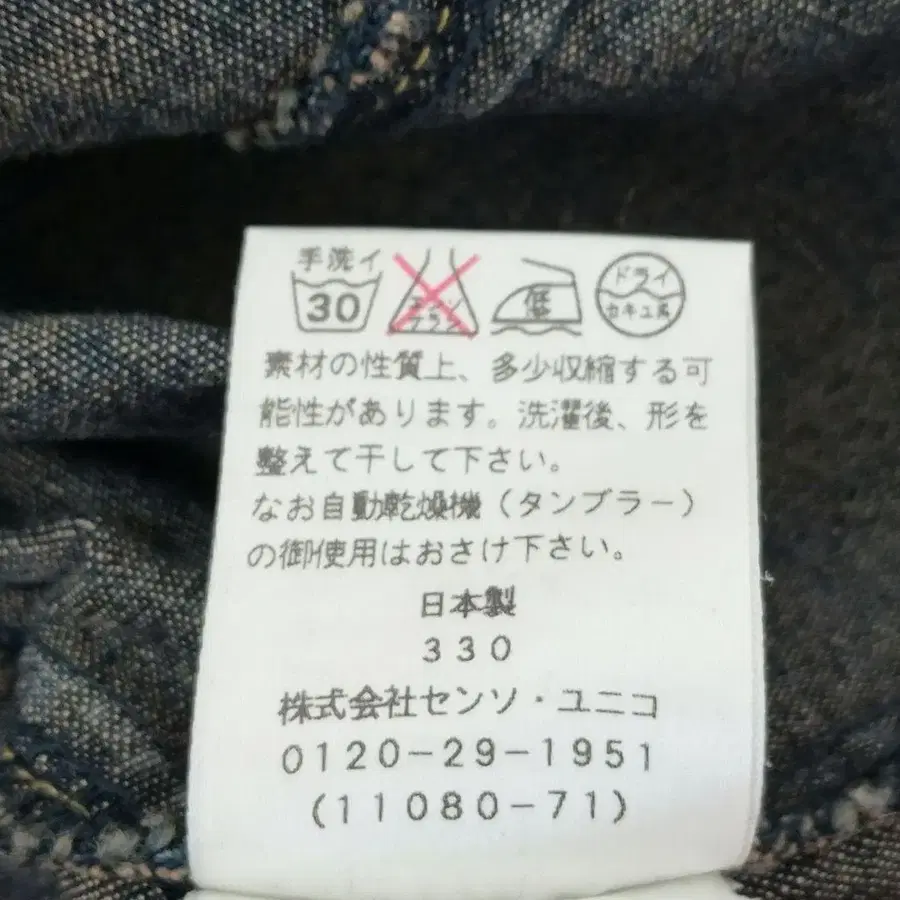 手洗イ
30
エンソ
サラシ
低
ドライ
セキユ系
素材の性質上、多少収縮する可
能性があります。洗濯後、形を
整えて干して下さい。
なお自動乾燥機（タンブラー）
の御使用はおさけ下さい。
日本製
330
株式会社センソ・ユニコ
0120-29-1951
(11080-71)